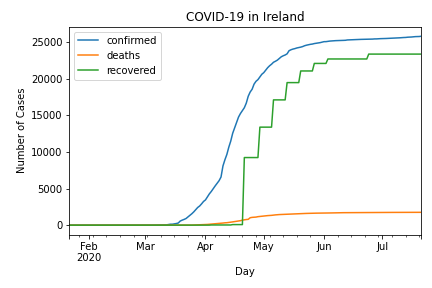 COVID-19 in Ireland
confirmed
deaths
recovered
Number of Cases
25000
20000
15000
10000
5000
0
Feb Mar Apr May Jun Jul
2020
Day